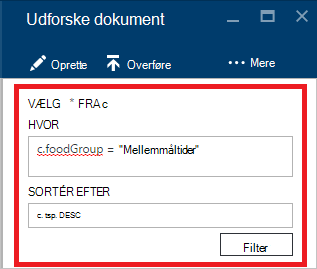 Udforske dokument
Oprette Overføre ... Mere
VÆLG * FRA c
HVOR
c.foodGroup = "Mellemmåltider"
SORTÉR EFTER
c. tsp. DESC
Filter